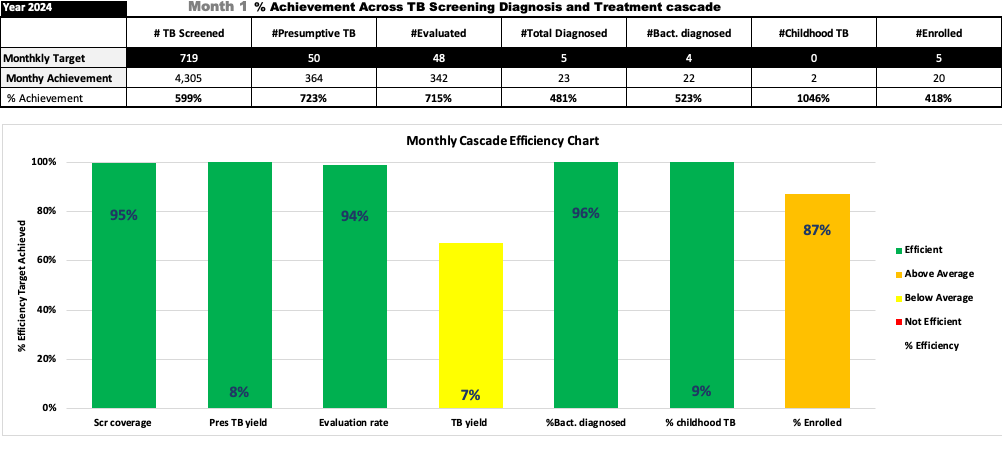 Year 2024
Month 1 % Achievement Across TB Screening Diagnosis and Treatment cascade
# TB Screened #Presumptive TB #Evaluated #Total Diagnosed #Bact. diagnosed #Childhood TB #Enrolled
Monthkly Target 719 50 48 5 4 0 5
Monthy Achievement 4,305 364 342 23 22 2 20
% Achievement 599% 723% 715% 481% 523% 1046% 418%
Monthly Cascade Efficiency Chart
% Efficiency Target Achieved
100%
80%
60%
40%
20%
0%
95%
8%
94%
7%
96%
9%
87%
Scr coverage
Pres TB yield
Evaluation rate
TB yield
%Bact. diagnosed
% childhood TB
% Enrolled
Efficient
Above Average
Below Average
Not Efficient
% Efficiency